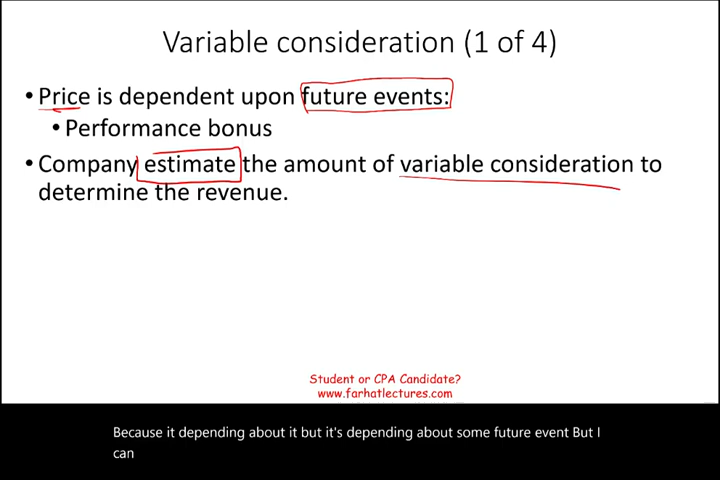 Variable consideration (1 of 4)
• Price is dependent upon future events:
• Performance bonus
• Company estimate the amount of variable consideration to
determine the revenue.
Student or CPA Candidate?
www.farhatlectures.com
Because it depending about it but it's depending about some future event But I
can